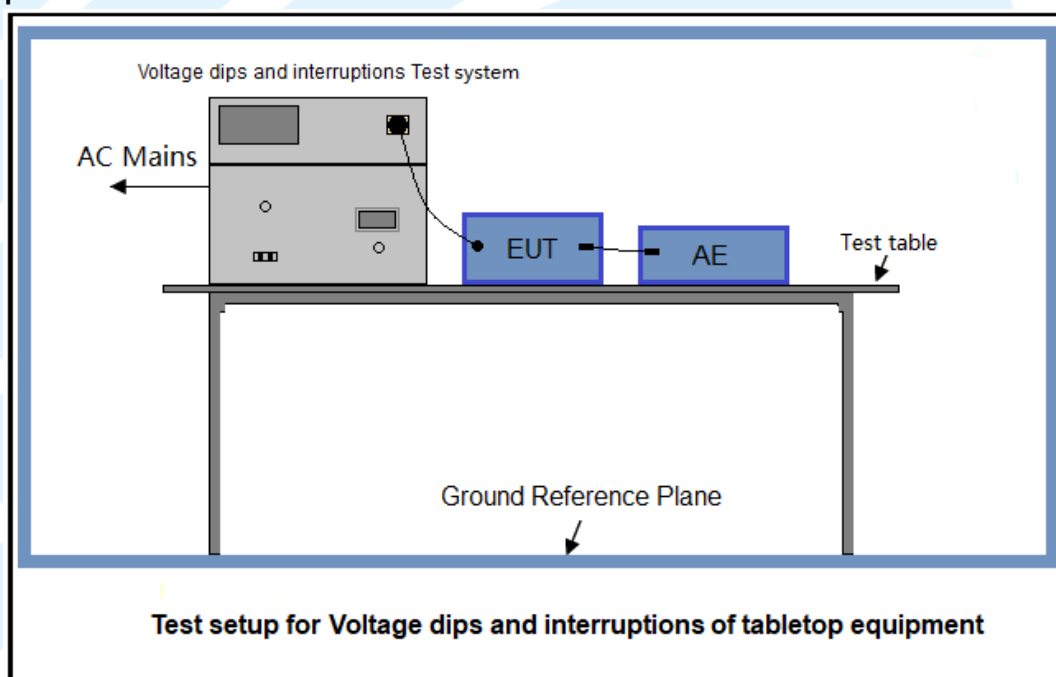 Voltage dips and interruptions Test system
AC Mains
EUT
AE
Test table
Ground Reference Plane
Test setup for Voltage dips and interruptions of tabletop equipment